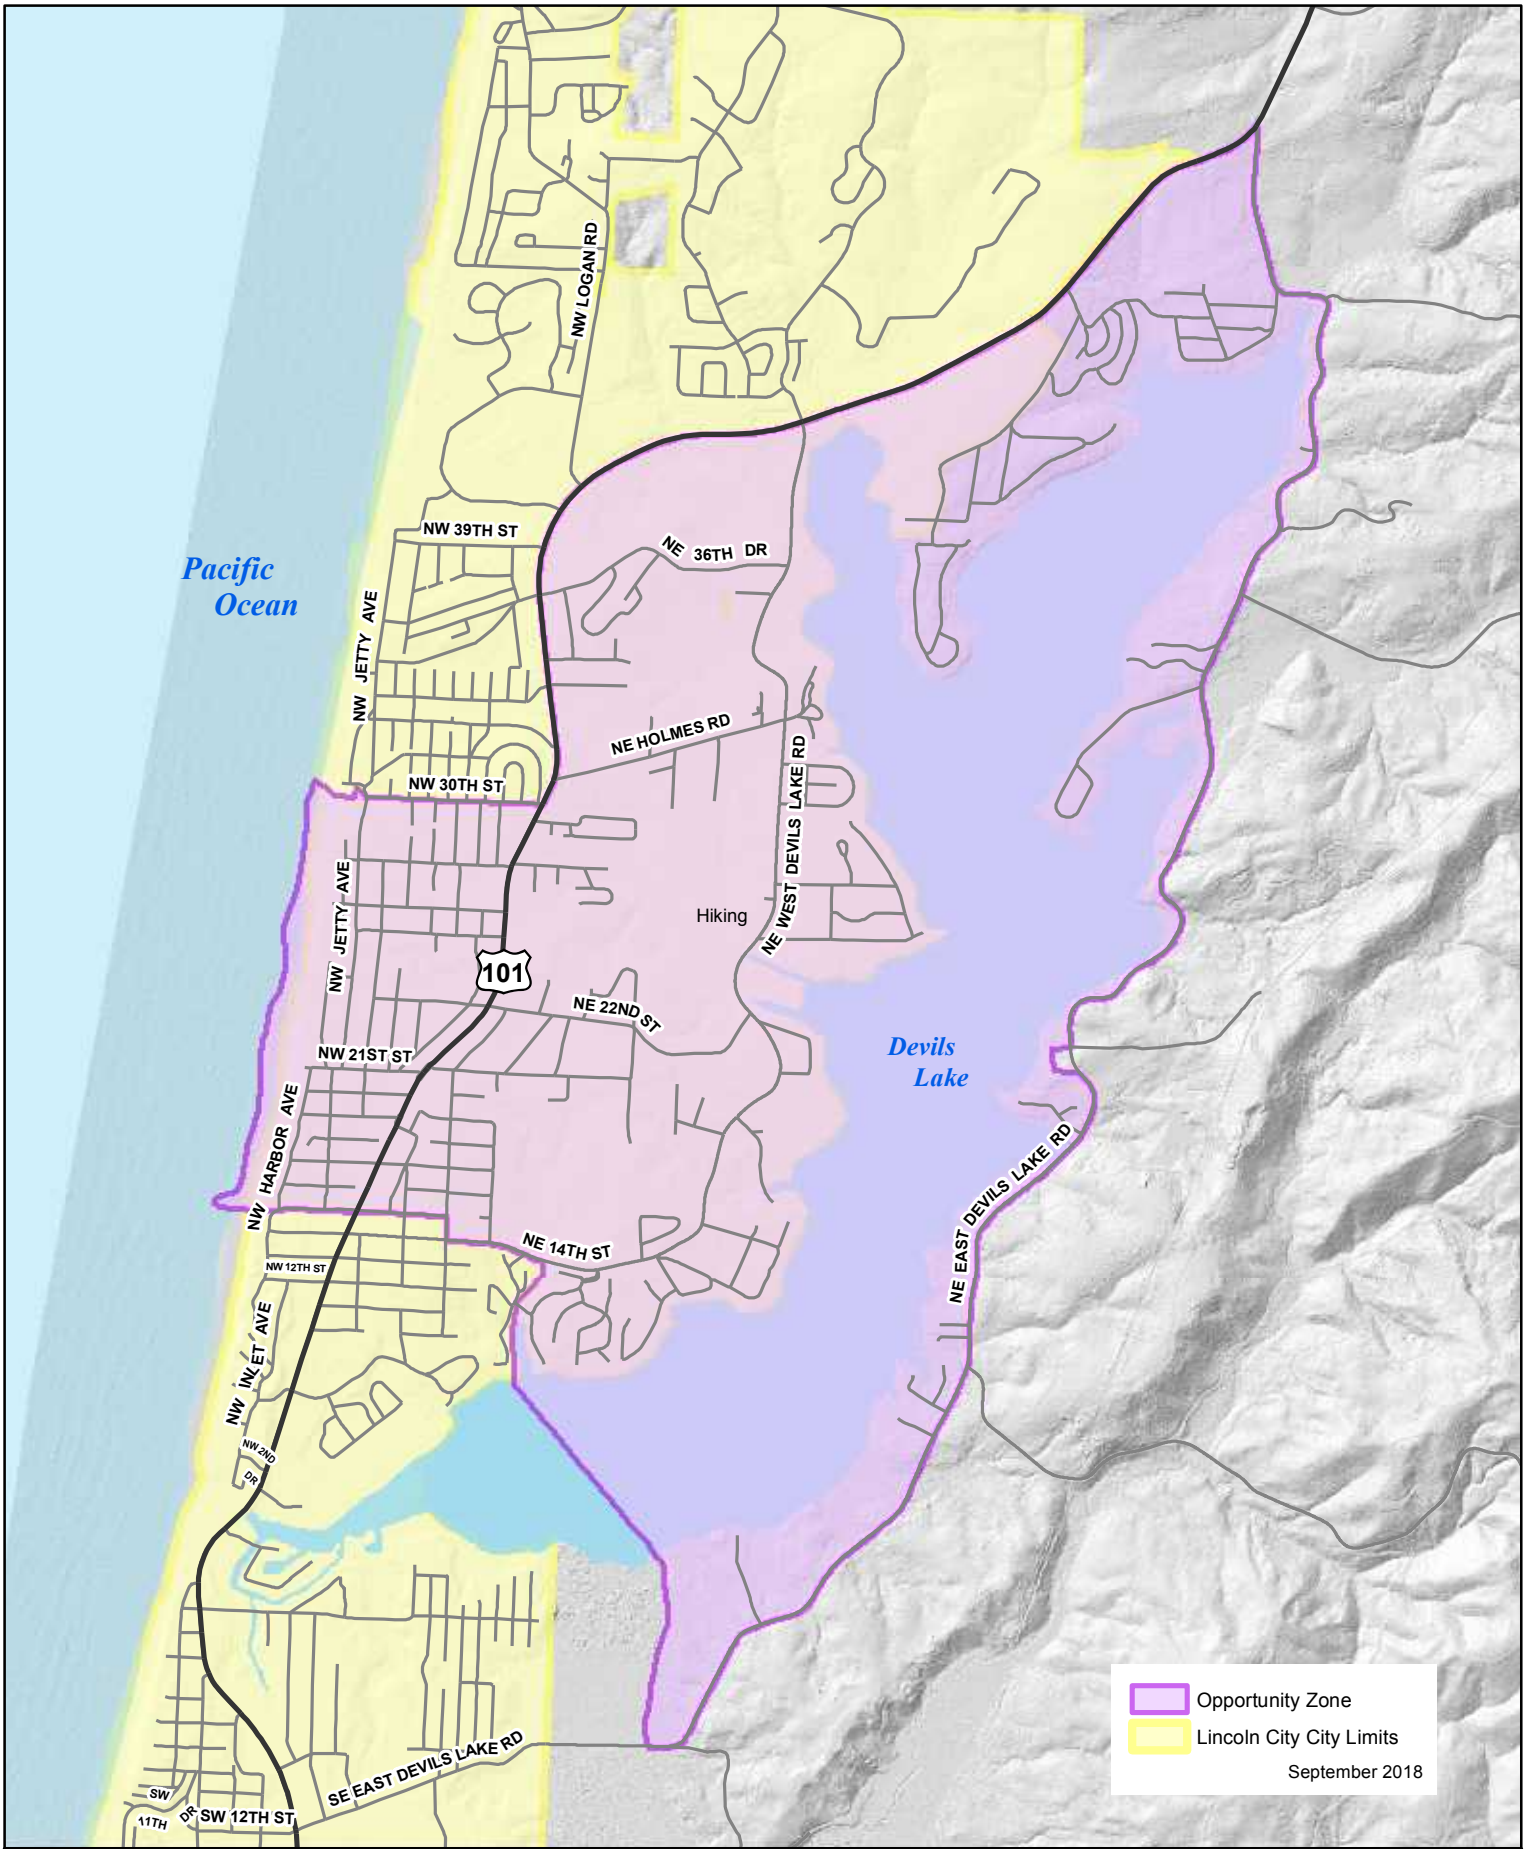 NW LOGAN RD
NW 39TH ST
NE 36TH DR
Pacific
Ocean
NW JETTY AVE
NE HOLMES RD
NW 30TH ST
NE WEST DEVILS LAKE RD
NW JETTY AVE
Hiking
101
NE 22ND ST
NW 21ST ST
Devils
Lake
NW HARBOR AVE
NE EAST DEVILS LAKE RD
NE 14TH ST
NW 12TH ST
NW INLET AVE
NW 2ND
DR
Opportunity Zone
Lincoln City City Limits
September 2018
SE EAST DEVILS LAKE RD
SW
11TH
DR
SW 12TH ST